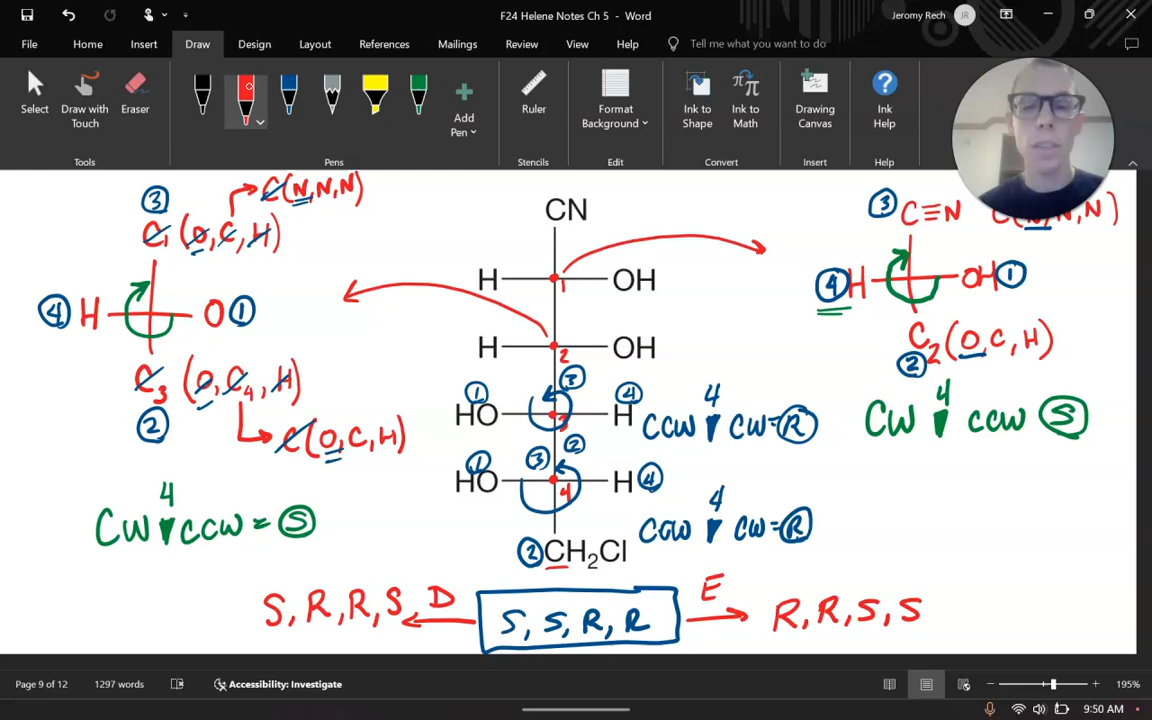 F24 Helene Notes Ch 5 - Word
Jeromy Rech
JR
File Home Insert Draw Design Layout References Mailings Review View Help Tell me what you want to do
Select
Draw with Touch
Eraser
Add Pen
Ruler
Format Background
Ink to Shape
Ink to Math
Drawing Canvas
Ink Help
Tools
Pens
Stencils
Edit
Convert
Insert
Help
③ C(N,N,N)
C₁ (O,C,H)
④ H O ①
C₃ (O,C₄,H)
②
C(O,C,H)
CW 4 CCW = Ⓢ
CN
H 1 OH
H 2 OH
③
① HO 3 H ④
②
① HO ③ 4 H ④
② CH₂Cl
CCW 4 CW = Ⓡ
CCW 4 CW = Ⓡ
③ C≡N C(N,N,N)
④ H OH ①
C₂ (O,C,H)
②
CW 4 CCW Ⓢ
S, R, R, S D S, S, R, R E R, R, S, S
Page 9 of 12 1297 words Accessibility: Investigate 195%
9:50 AM